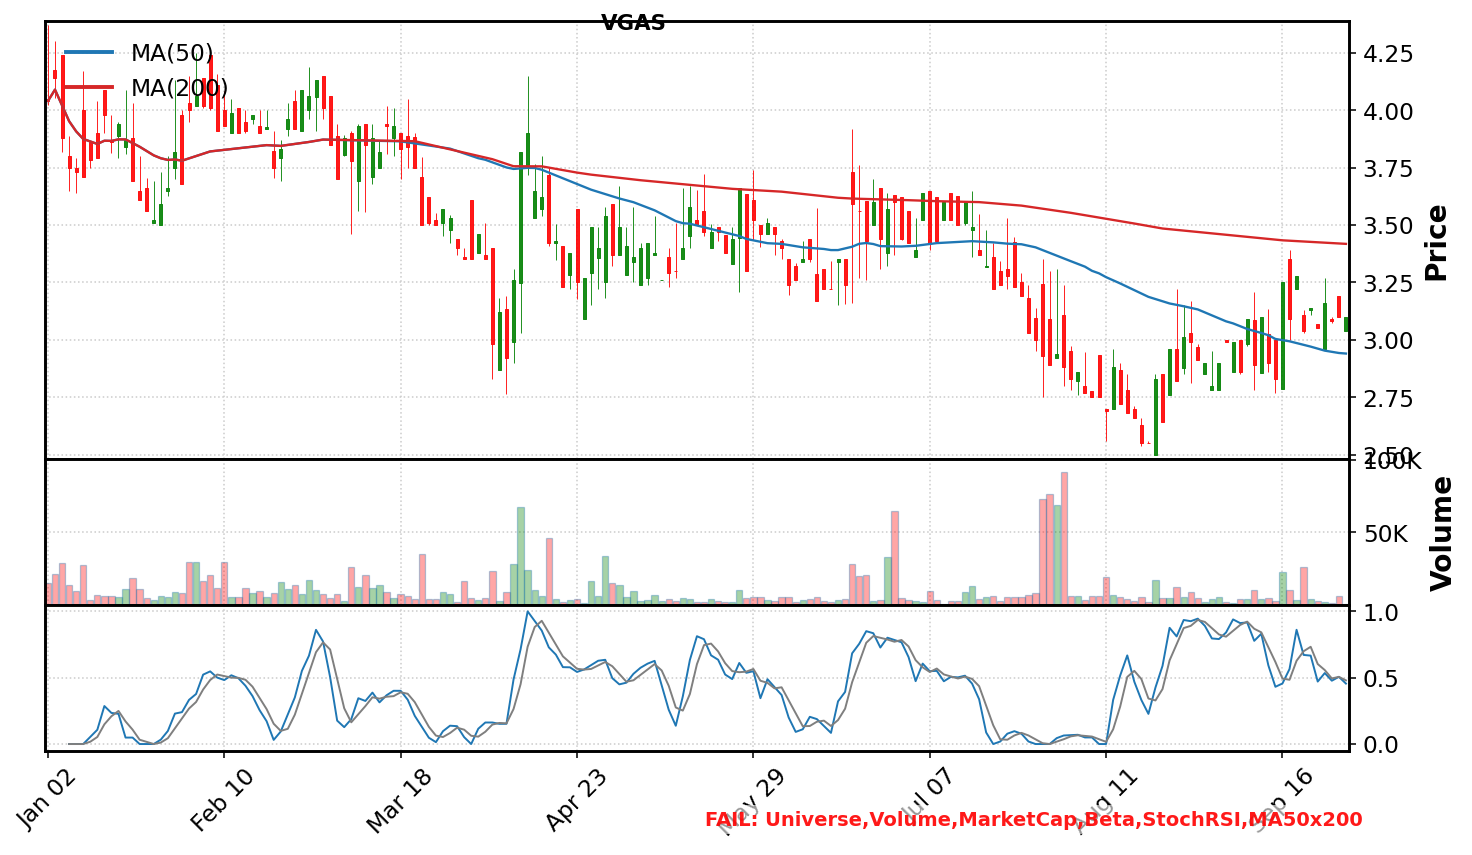 VGAS
MA(50)
MA(200)
4.25
4.00
3.75
3.50
3.25
3.00
2.75
2.50
Price
100K
50K
Volume
1.0
0.5
0.0
Jan 02
Feb 10
Mar 18
Apr 23
May 29
Jul 07
Aug 11
Sep 16
FAIL: Universe,Volume,MarketCap,Beta,StochRSI,MA50x200